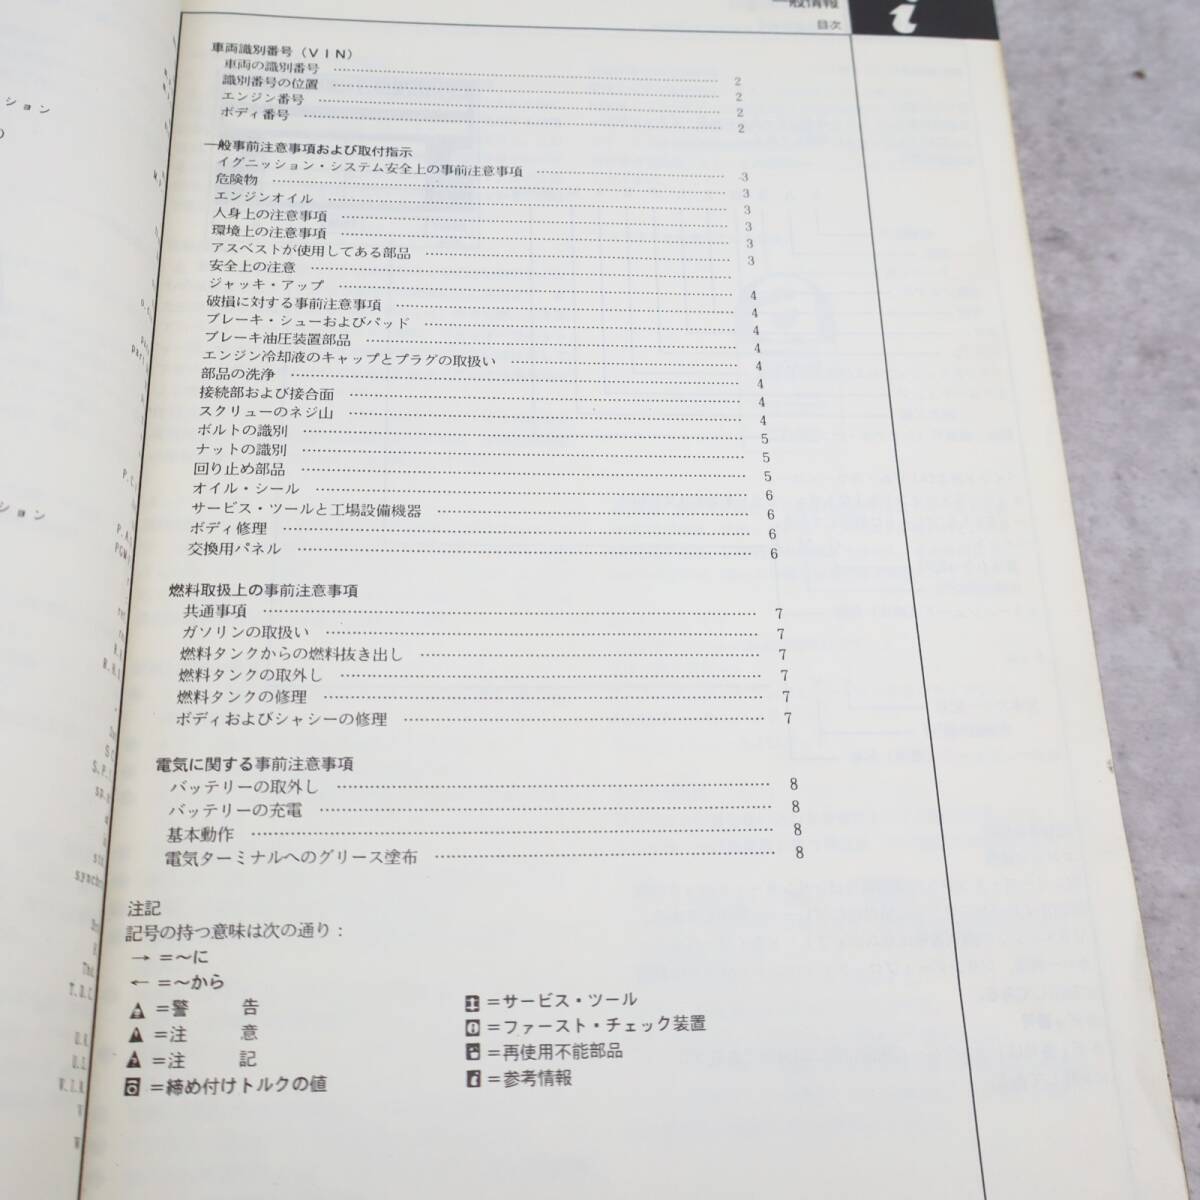 一般情報
i
目次
車両識別番号（ＶＩＮ）
車両の識別番号 2
識別番号の位置 2
エンジン番号 2
ボディ番号 2
一般事前注意事項および取付指示
イグニッション・システム安全上の事前注意事項 3
危険物 3
エンジンオイル 3
人身上の注意事項 3
環境上の注意事項 3
アスベストが使用してある部品 3
安全上の注意
ジャッキ・アップ 4
破損に対する事前注意事項 4
ブレーキ・シューおよびパッド 4
ブレーキ油圧装置部品 4
エンジン冷却液のキャップとプラグの取扱い 4
部品の洗浄 4
接続部および接合面 4
スクリューのネジ山 4
ボルトの識別 5
ナットの識別 5
回り止め部品 5
オイル・シール 6
サービス・ツールと工場設備機器 6
ボディ修理 6
交換用パネル 6
燃料取扱上の事前注意事項
共通事項 7
ガソリンの取扱い 7
燃料タンクからの燃料抜き出し 7
燃料タンクの取外し 7
燃料タンクの修理 7
ボディおよびシャシーの修理 7
電気に関する事前注意事項
バッテリーの取外し 8
バッテリーの充電 8
基本動作 8
電気ターミナルへのグリース塗布 8
注記
記号の持つ意味は次の通り：
→ ＝～に
← ＝～から
＝警 告
＝注 意
＝注 記
＝締め付けトルクの値
＝サービス・ツール
＝ファースト・チェック装置
＝再使用不能部品
＝参考情報